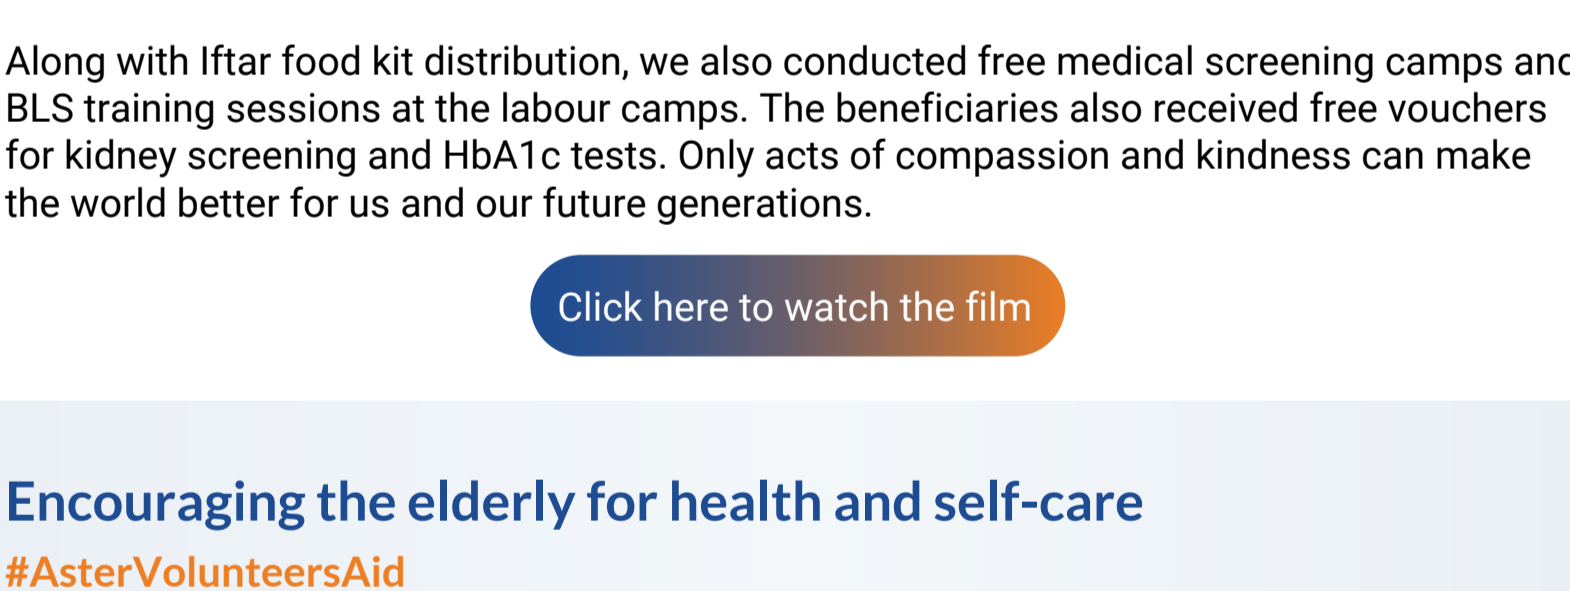 Along with Iftar food kit distribution, we also conducted free medical screening camps and
BLS training sessions at the labour camps. The beneficiaries also received free vouchers
for kidney screening and HbA1c tests. Only acts of compassion and kindness can make
the world better for us and our future generations.
Click here to watch the film
Encouraging the elderly for health and self-care
#AsterVolunteersAid